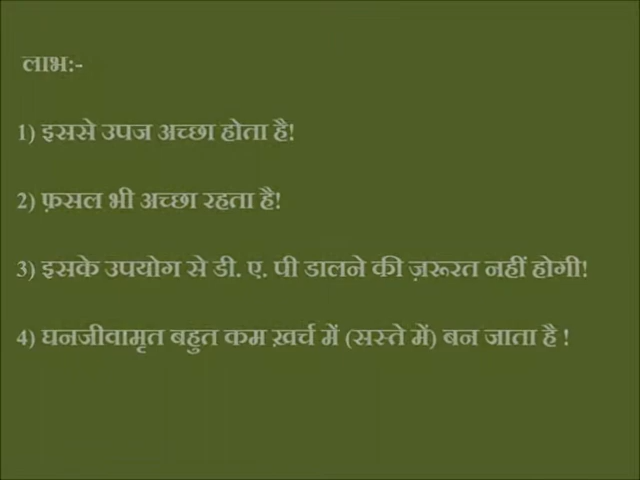 लाभ:-
1) इससे उपज अच्छा होता है!
2) फ़सल भी अच्छा रहता है!
3) इसके उपयोग से डी. ए. पी डालने की ज़रूरत नहीं होगी!
4) घनजीवामृत बहुत कम ख़र्च में (सस्ते में) बन जाता है !